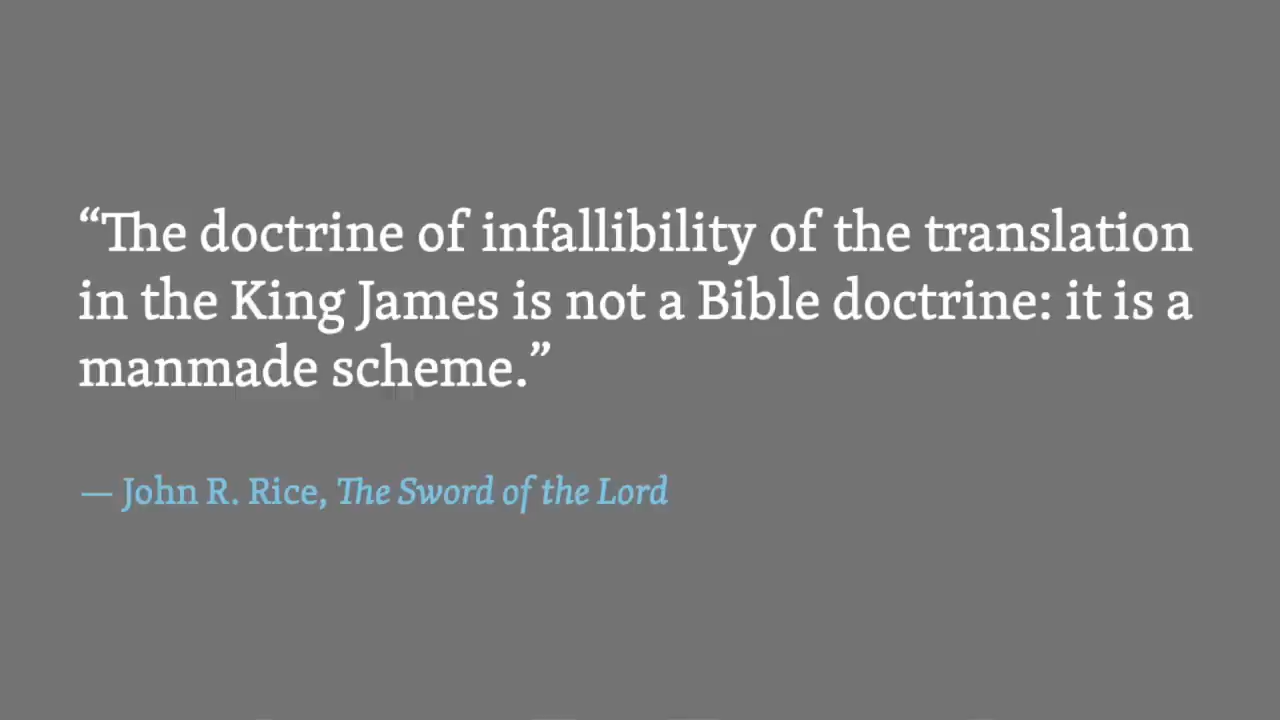 “The doctrine of infallibility of the translation
in the King James is not a Bible doctrine: it is a
manmade scheme.”
— John R. Rice, The Sword of the Lord